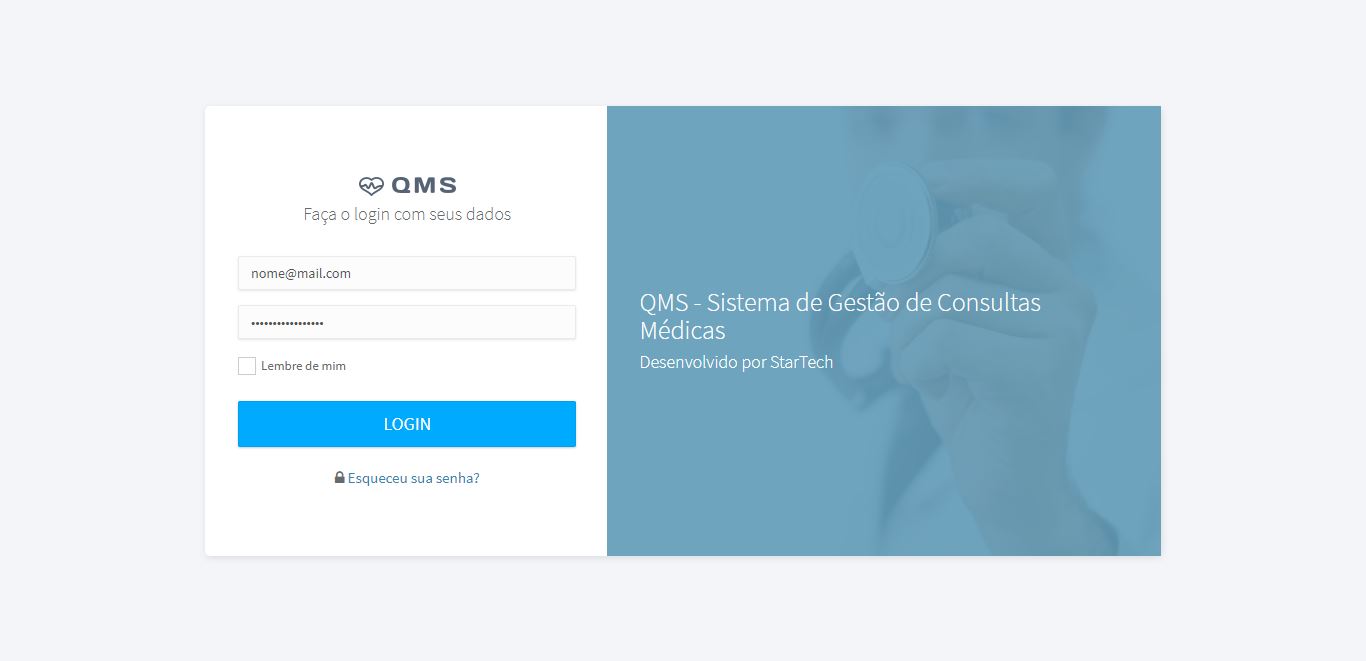 QMS
Faça o login com seus dados
nome@mail.com
••••••••••••••••
Lembre de mim
LOGIN
Esqueceu sua senha?
QMS - Sistema de Gestão de Consultas
Médicas
Desenvolvido por StarTech